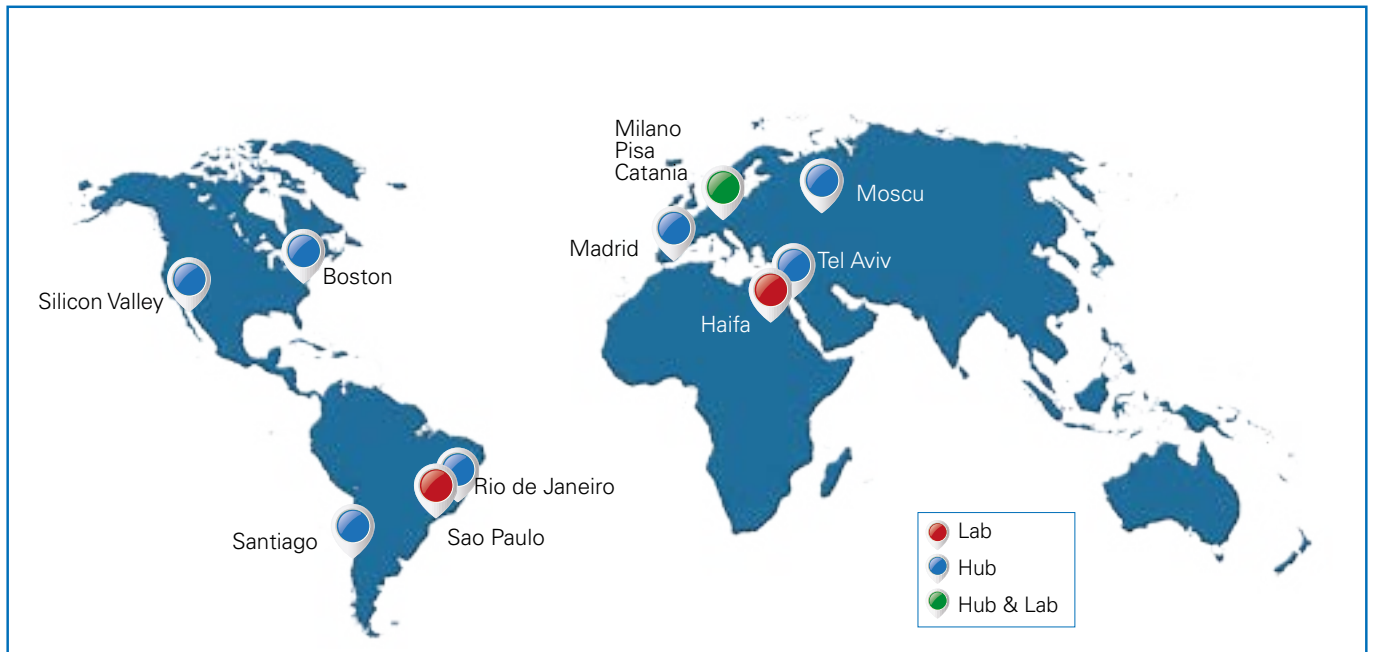 Milano
Pisa
Catania
Moscu
Madrid
Tel Aviv
Boston
Silicon Valley
Haifa
Rio de Janeiro
Santiago
Sao Paulo
Lab
Hub
Hub & Lab